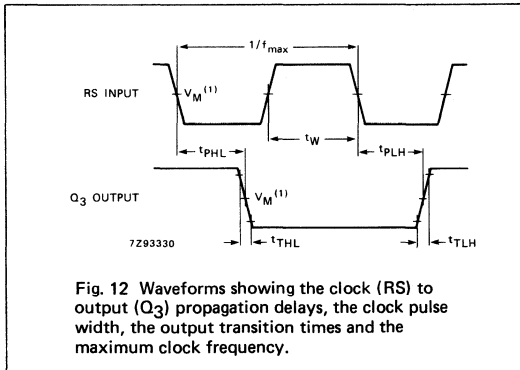 1/fmax
RS INPUT
VM(1)
tW
tPHL
tPLH
Q3 OUTPUT
VM(1)
7Z93330
tTHL
tTLH
Fig. 12 Waveforms showing the clock (RS) to
output (Q3) propagation delays, the clock pulse
width, the output transition times and the
maximum clock frequency.